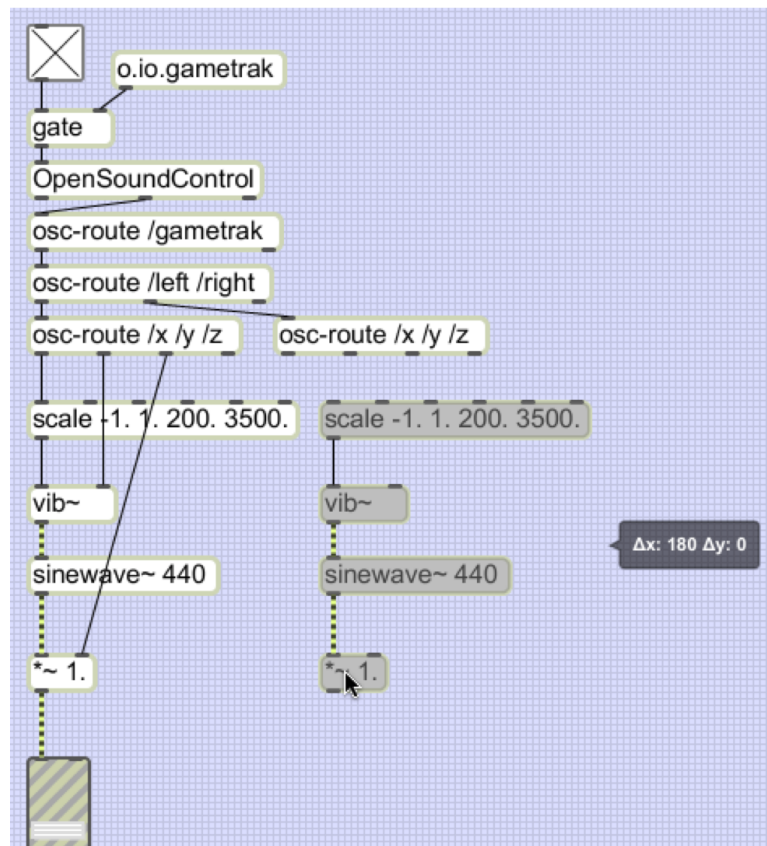 o.io.gametrak
gate
OpenSoundControl
osc-route /gametrak
osc-route /left /right
osc-route /x /y /z
osc-route /x /y /z
scale -1. 1. 200. 3500.
scale -1. 1. 200. 3500.
vib~
vib~
Δx: 180 Δy: 0
sinewave~ 440
sinewave~ 440
*~ 1.
*~ 1.